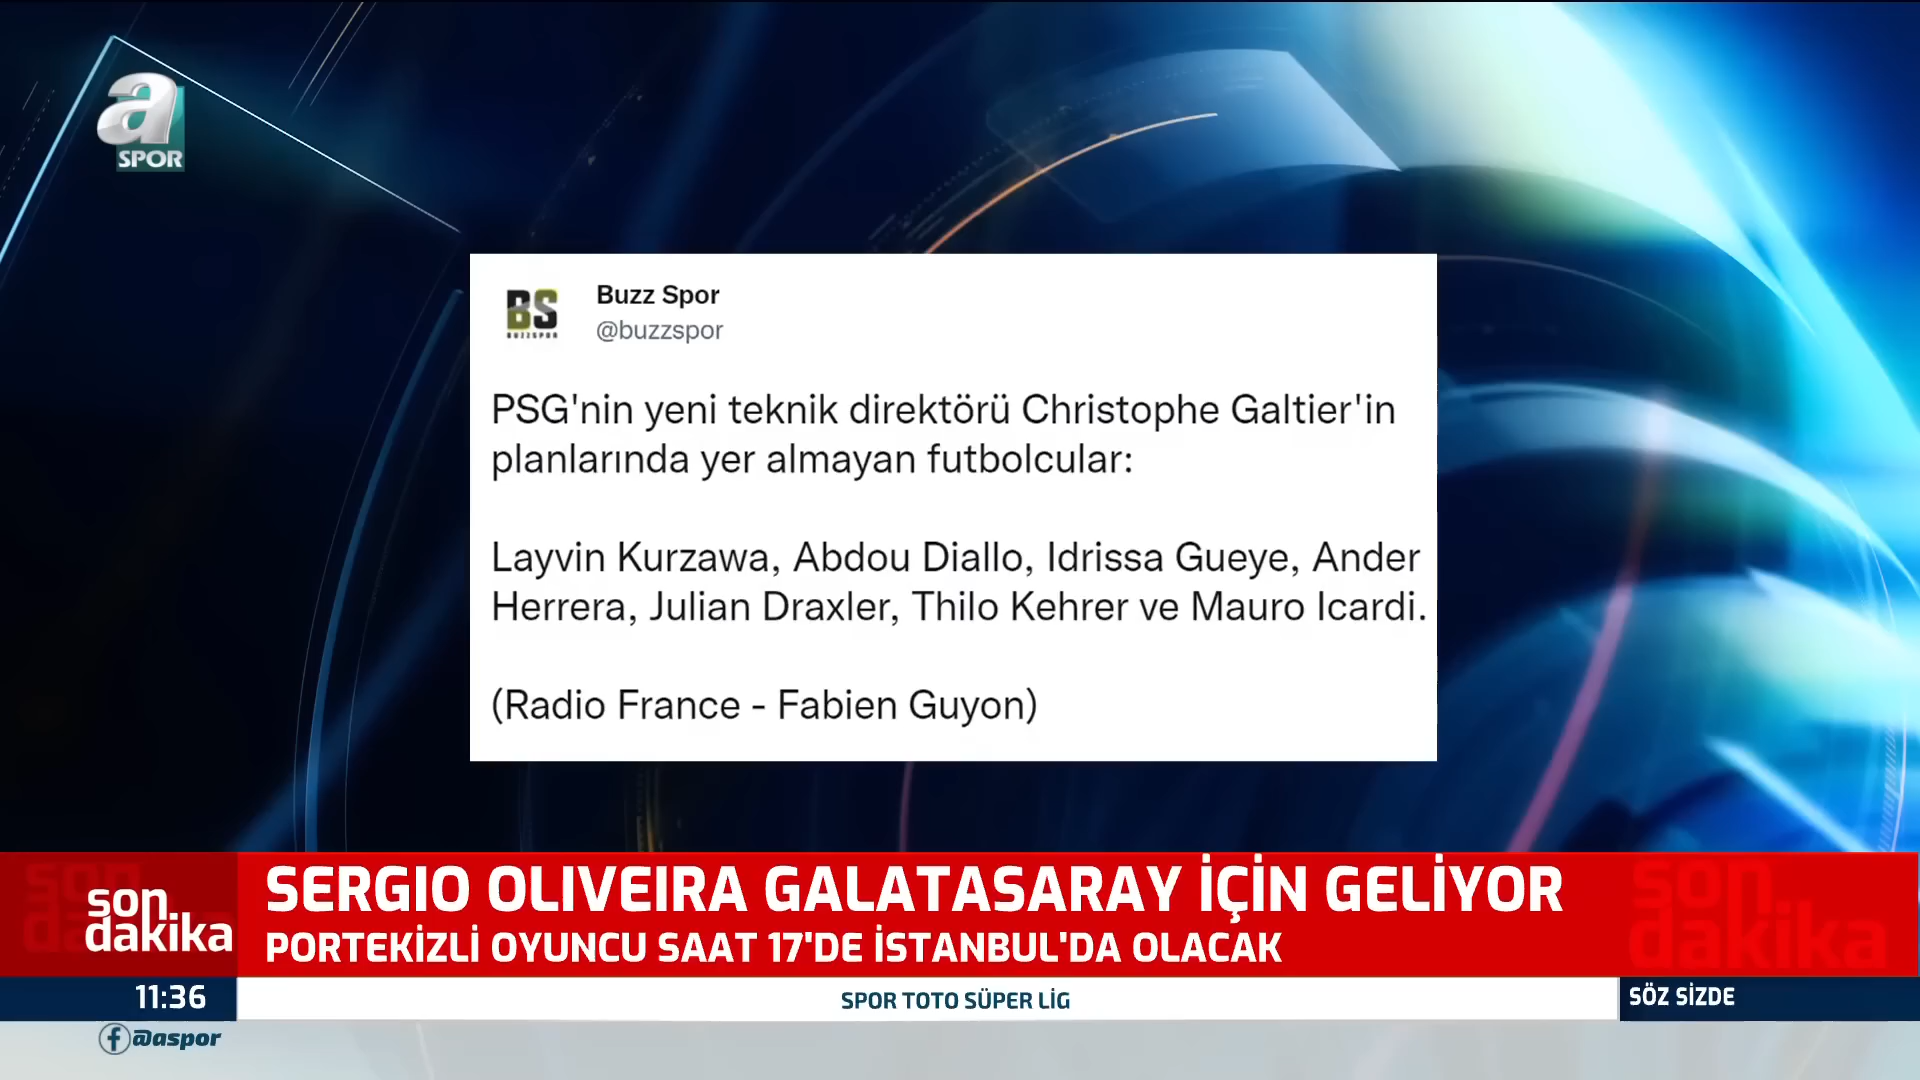 a
SPOR
BS
BUZZSPOR
Buzz Spor
@buzzspor
PSG'nin yeni teknik direktörü Christophe Galtier'in
planlarında yer almayan futbolcular:
Layvin Kurzawa, Abdou Diallo, Idrissa Gueye, Ander
Herrera, Julian Draxler, Thilo Kehrer ve Mauro Icardi.
(Radio France - Fabien Guyon)
son
dakika
SERGIO OLIVEIRA GALATASARAY İÇİN GELİYOR
PORTEKİZLİ OYUNCU SAAT 17'DE İSTANBUL'DA OLACAK
son
dakika
11:36
SPOR TOTO SÜPER LİG
SÖZ SİZDE
@aspor